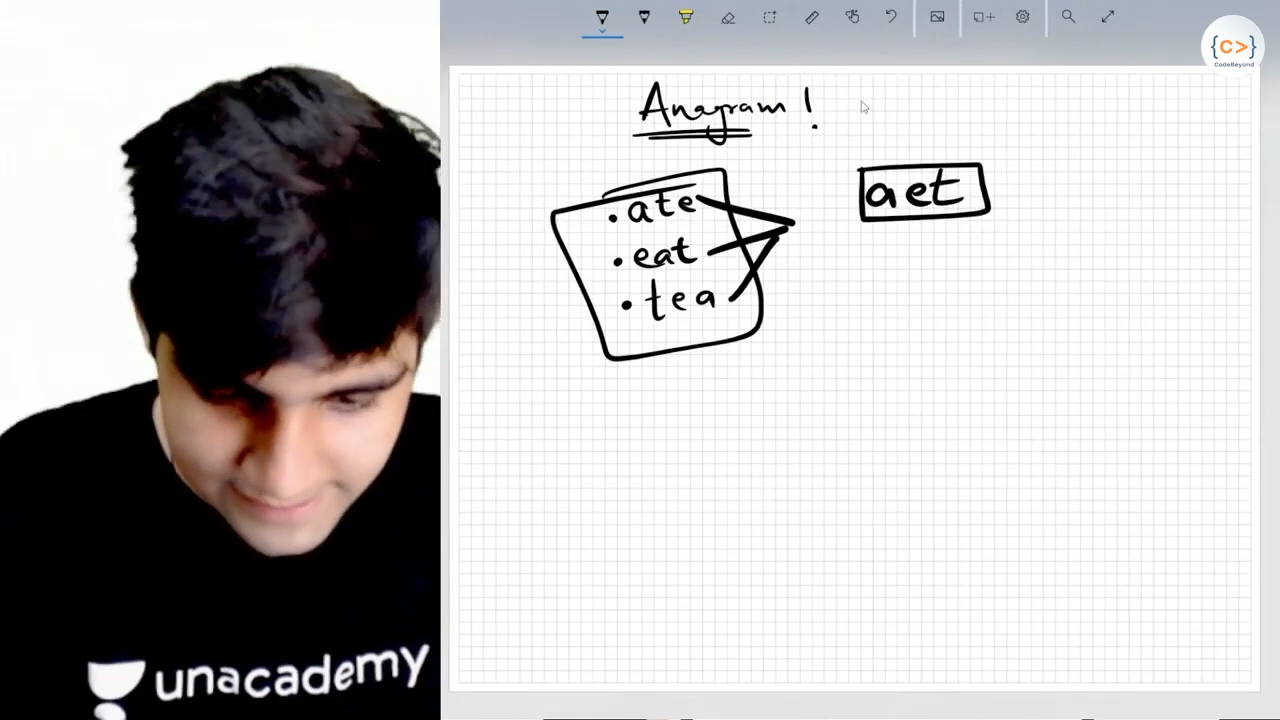 {C>}
CodeBeyond
Anagram !
aet
. ate
. eat
. tea
unacademy